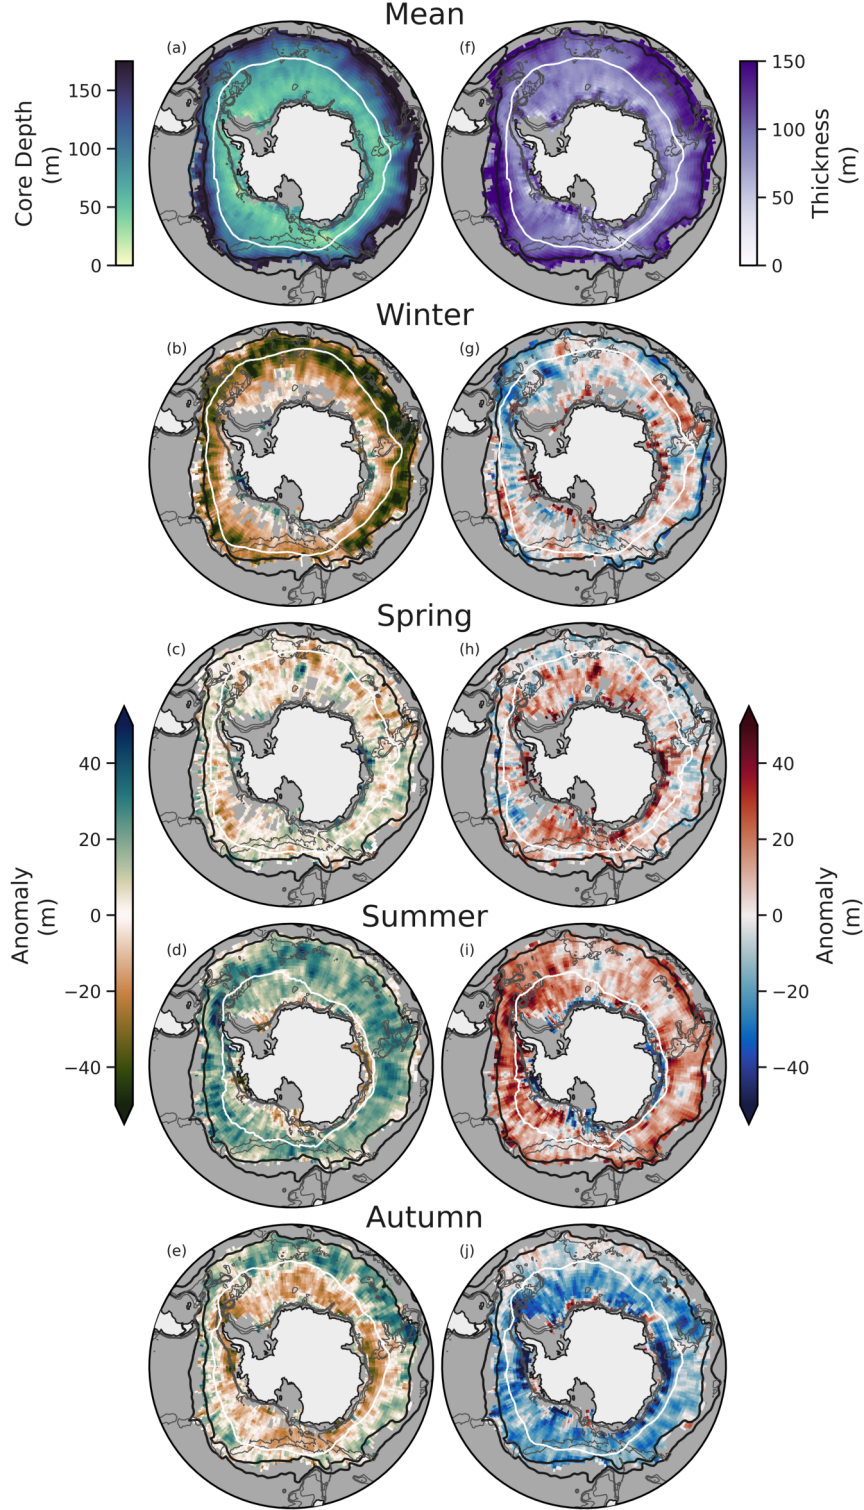 Mean
(a)
(f)
150
100
50
0
Core Depth
(m)
150
100
50
0
Thickness
(m)
Winter
(b)
(g)
Spring
(c)
(h)
40
20
0
−20
−40
Anomaly
(m)
40
20
0
−20
−40
Anomaly
(m)
Summer
(d)
(i)
Autumn
(e)
(j)